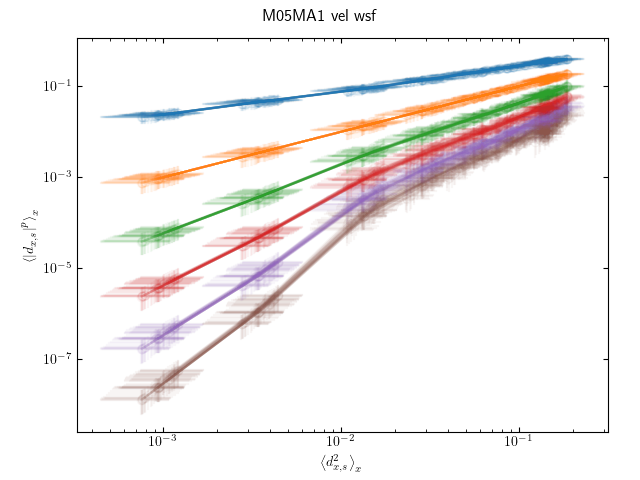 M05MA1 vel wsf
10⁻¹
10⁻³
10⁻⁵
10⁻⁷
⟨|d_{x,s}|^p⟩_x
10⁻³ 10⁻² 10⁻¹
⟨d²_{x,s}⟩_x